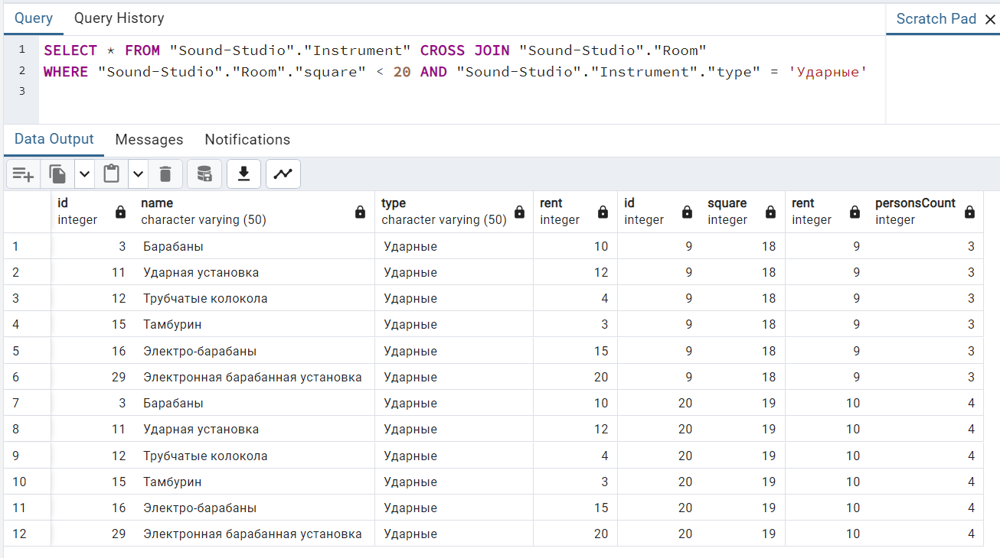 Query Query History Scratch Pad
1 SELECT * FROM "Sound-Studio"."Instrument" CROSS JOIN "Sound-Studio"."Room"
2 WHERE "Sound-Studio"."Room"."square" < 20 AND "Sound-Studio"."Instrument"."type" = 'Ударные'
3
Data Output Messages Notifications
id name type rent id square rent personsCount
integer character varying (50) character varying (50) integer integer integer integer integer
1 3 Барабаны Ударные 10 9 18 9 3
2 11 Ударная установка Ударные 12 9 18 9 3
3 12 Трубчатые колокола Ударные 4 9 18 9 3
4 15 Тамбурин Ударные 3 9 18 9 3
5 16 Электро-барабаны Ударные 15 9 18 9 3
6 29 Электронная барабанная установка Ударные 20 9 18 9 3
7 3 Барабаны Ударные 10 20 19 10 4
8 11 Ударная установка Ударные 12 20 19 10 4
9 12 Трубчатые колокола Ударные 4 20 19 10 4
10 15 Тамбурин Ударные 3 20 19 10 4
11 16 Электро-барабаны Ударные 15 20 19 10 4
12 29 Электронная барабанная установка Ударные 20 20 19 10 4